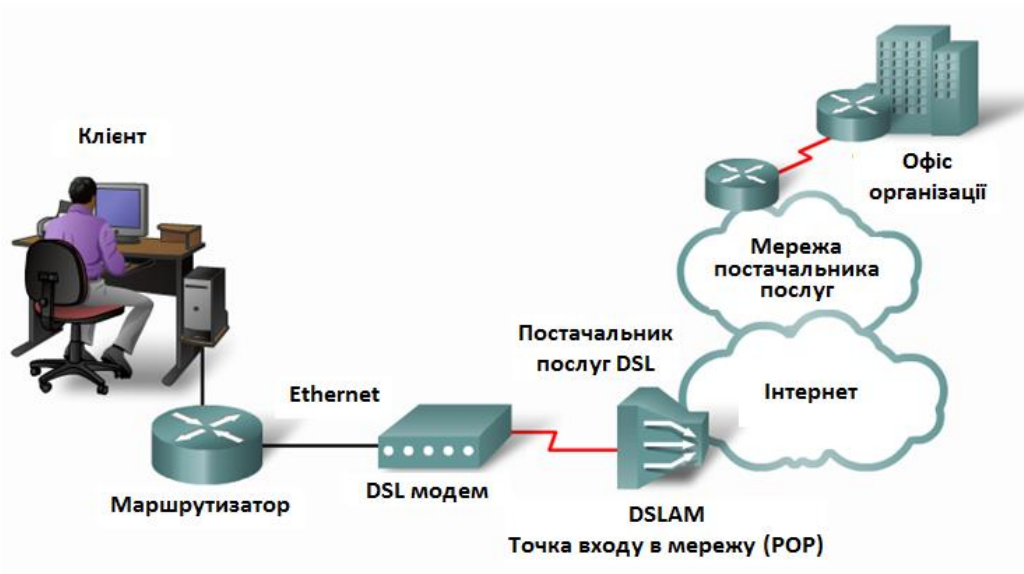 Клієнт
Офіс
організації
Мережа
постачальника
послуг
Постачальник
послуг DSL
Інтернет
Ethernet
DSL модем
Маршрутизатор
DSLAM
Точка входу в мережу (POP)